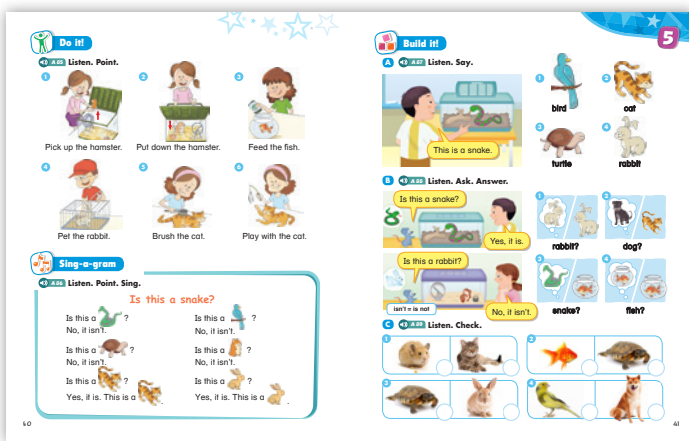 Do it!
A 85 Listen. Point.
1
2
3
Pick up the hamster.
Put down the hamster.
Feed the fish.
4
5
6
Pet the rabbit.
Brush the cat.
Play with the cat.
Sing-a-gram
A 86 Listen. Point. Sing.
Is this a snake?
Is this a ?
No, it isn't.
Is this a ?
No, it isn't.
Is this a ?
Yes, it is. This is a .
Is this a ?
No, it isn't.
Is this a ?
No, it isn't.
Is this a ?
Yes, it is. This is a .
40
5
Build it!
A A 87 Listen. Say.
This is a snake.
1
bird
2
cat
3
turtle
4
rabbit
B A 88 Listen. Ask. Answer.
Is this a snake?
Yes, it is.
Is this a rabbit?
isn't = is not
No, it isn't.
1
rabbit?
2
dog?
3
snake?
4
fish?
C A 89 Listen. Check.
1
2
3
4
41